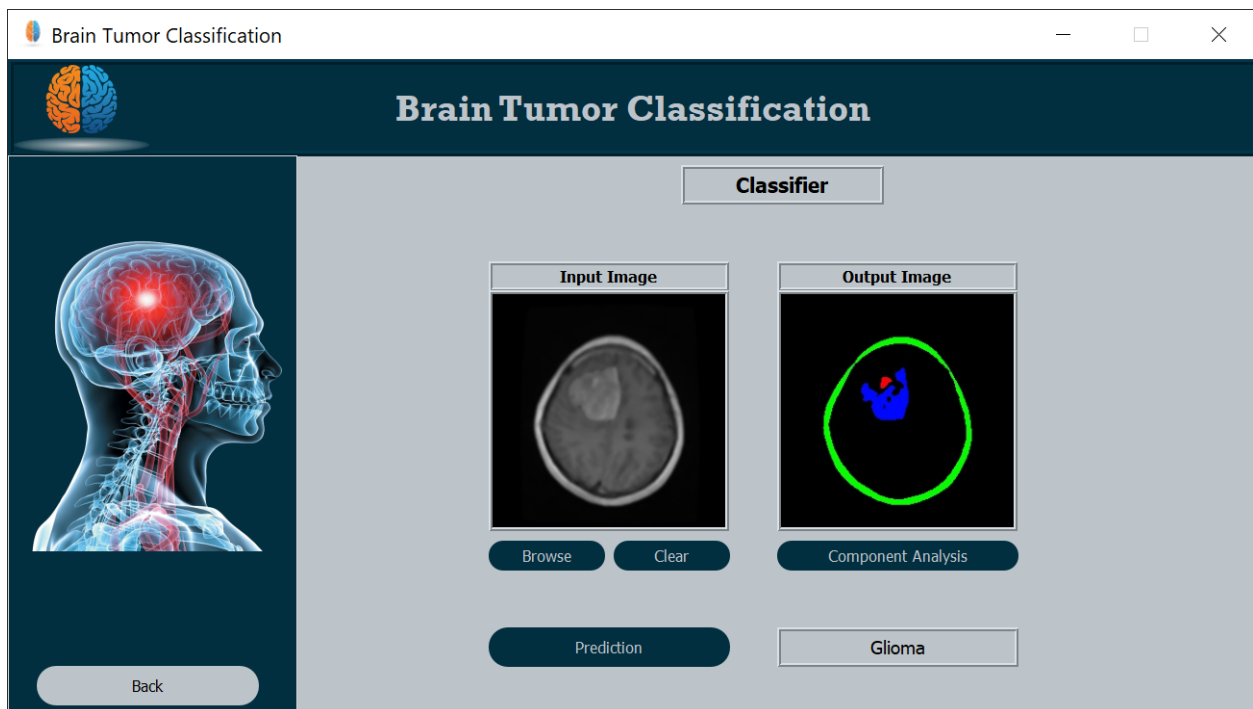 Brain Tumor Classification
Brain Tumor Classification
Classifier
Input Image
Output Image
Browse
Clear
Component Analysis
Prediction
Glioma
Back